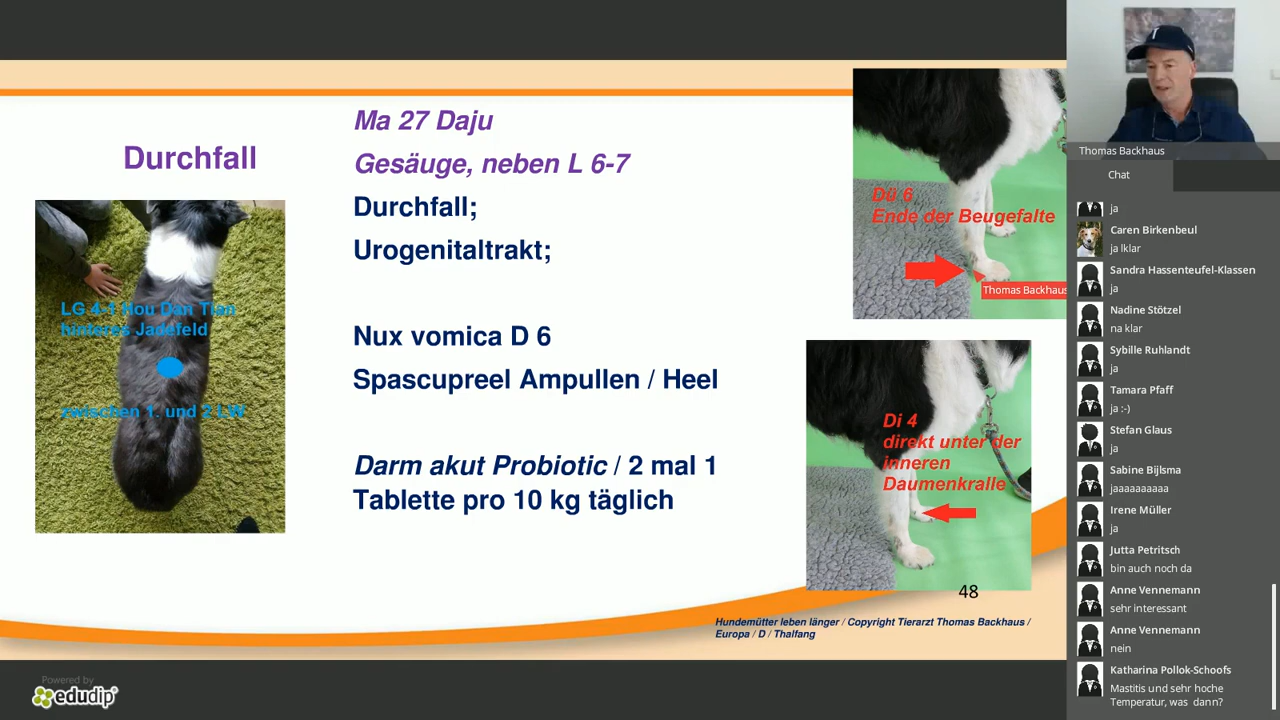 Durchfall
LG 4-1 Hou Dan Tian
hinteres Jadefeld
zwischen 1. und 2 LW
Ma 27 Daju
Gesäuge, neben L 6-7
Durchfall;
Urogenitaltrakt;
Nux vomica D 6
Spascupreel Ampullen / Heel
Darm akut Probiotic / 2 mal 1
Tablette pro 10 kg täglich
Dü 6
Ende der Beugefalte
Thomas Backhaus
Di 4
direkt unter der
inneren
Daumenkralle
48
Hundemütter leben länger / Copyright Tierarzt Thomas Backhaus /
Europa / D / Thalfang
Powered by
edudip
T
Thomas Backhaus
Chat
ja
Caren Birkenbeul
ja lklar
Sandra Hassenteufel-Klassen
ja
Nadine Stötzel
na klar
Sybille Ruhlandt
ja
Tamara Pfaff
ja :-)
Stefan Glaus
ja
Sabine Bijlsma
jaaaaaaaaaa
Irene Müller
ja
Jutta Petritsch
bin auch noch da
Anne Vennemann
sehr interessant
Anne Vennemann
nein
Katharina Pollok-Schoofs
Mastitis und sehr hoche
Temperatur, was dann?